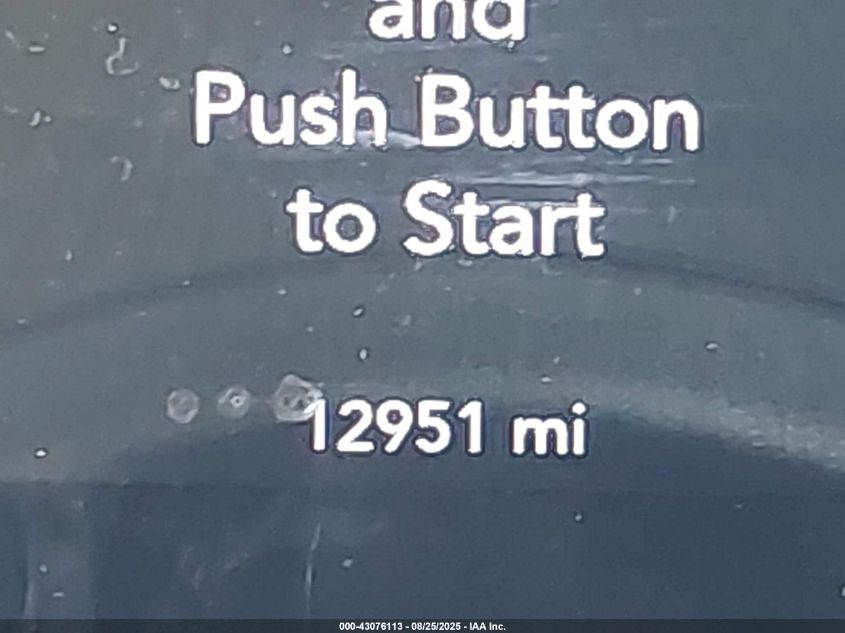 and
Push Button
to Start
12951 mi
000-43076113 - 08/25/2025 - IAA Inc.